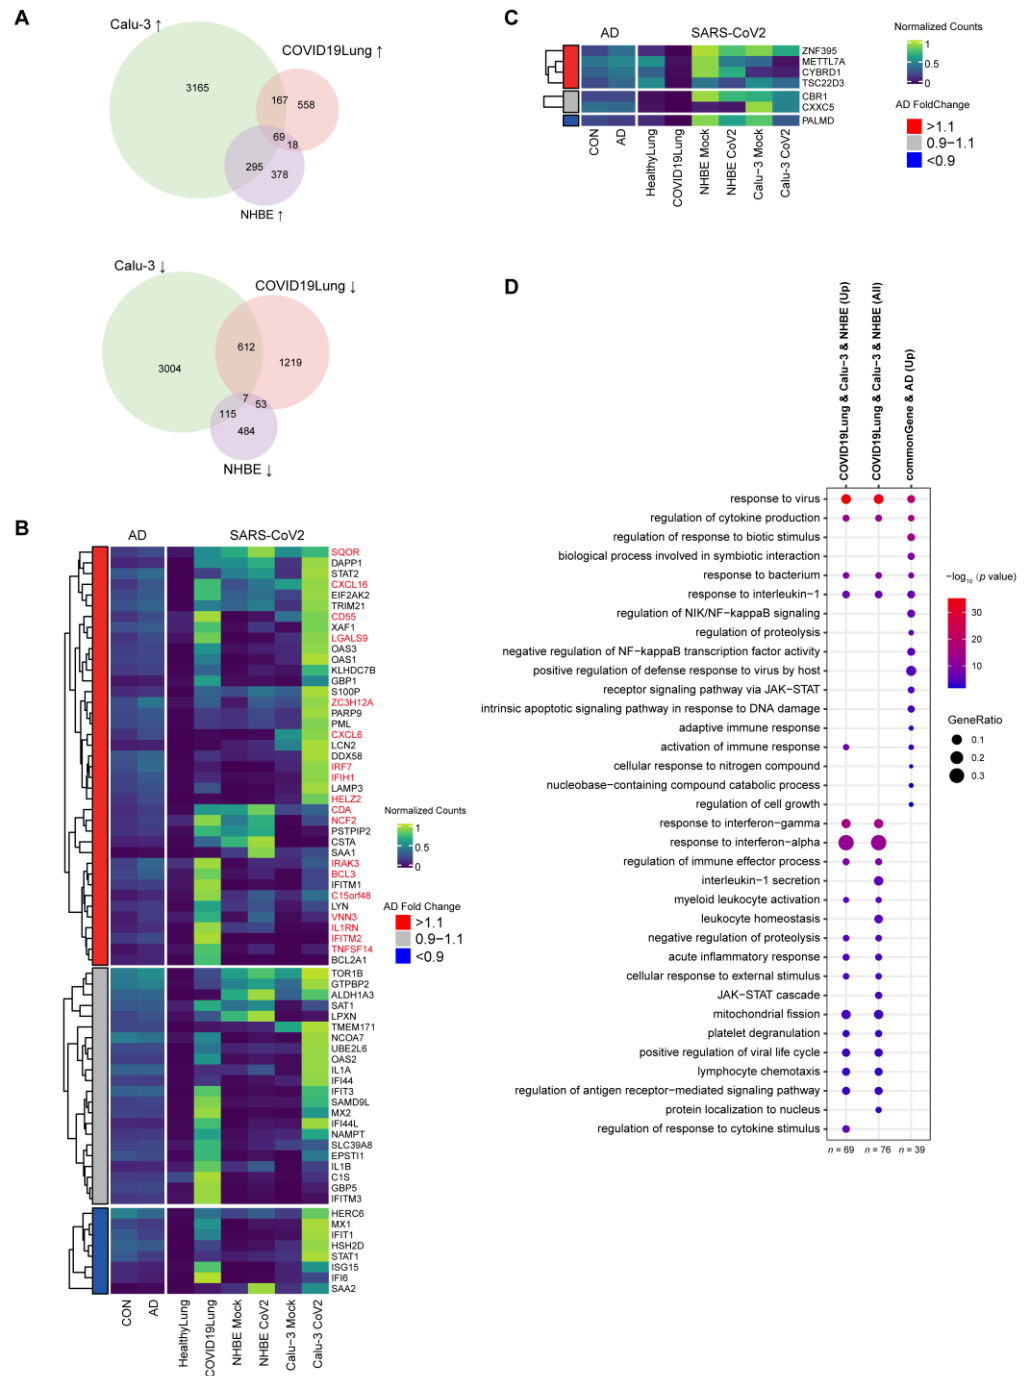 A
Calu-3 ↑
COVID19Lung ↑
3165
167
558
69
18
295
378
NHBE ↑
Calu-3 ↓
COVID19Lung ↓
612
3004
1219
7
53
115
484
NHBE ↓
B
AD
SARS-CoV2
SQOR
DAPP1
STAT2
CXCL16
EIF2AK2
TRIM21
CD55
XAF1
LGALS9
OAS3
OAS1
KLHDC7B
GBP1
S100P
ZC3H12A
PARP9
PML
CXCL6
LCN2
DDX58
IRF7
IFIH1
LAMP3
HELZ2
CDA
NCF2
PSTPIP2
CSTA
SAA1
IRAK3
BCL3
IFITM1
C15orf48
LYN
VNN3
IL1RN
IFITM2
TNFSF14
BCL2A1
TOR1B
GTPBP2
ALDH1A3
SAT1
LPXN
TMEM171
NCOA7
UBE2L6
OAS2
IL1A
IFI44
IFIT3
SAMD9L
MX2
IFI44L
NAMPT
SLC39A8
EPSTI1
IL1B
C1S
GBP5
IFITM3
HERC6
MX1
IFIT1
HSH2D
STAT1
ISG15
IFI6
SAA2
CON
AD
HealthyLung
COVID19Lung
NHBE Mock
NHBE CoV2
Calu-3 Mock
Calu-3 CoV2
Normalized Counts
1
0.5
0
AD Fold Change
>1.1
0.9-1.1
<0.9
C
AD
SARS-CoV2
ZNF395
METTL7A
CYBRD1
TSC22D3
CBR1
CXXC5
PALMD
CON
AD
HealthyLung
COVID19Lung
NHBE Mock
NHBE CoV2
Calu-3 Mock
Calu-3 CoV2
Normalized Counts
1
0.5
0
AD FoldChange
>1.1
0.9-1.1
<0.9
D
COVID19Lung & Calu-3 & NHBE (Up)
COVID19Lung & Calu-3 & NHBE (All)
commonGene & AD (Up)
response to virus
regulation of cytokine production
regulation of response to biotic stimulus
biological process involved in symbiotic interaction
response to bacterium
response to interleukin-1
regulation of NIK/NF-kappaB signaling
regulation of proteolysis
negative regulation of NF-kappaB transcription factor activity
positive regulation of defense response to virus by host
receptor signaling pathway via JAK-STAT
intrinsic apoptotic signaling pathway in response to DNA damage
adaptive immune response
activation of immune response
cellular response to nitrogen compound
nucleobase-containing compound catabolic process
regulation of cell growth
response to interferon-gamma
response to interferon-alpha
regulation of immune effector process
interleukin-1 secretion
myeloid leukocyte activation
leukocyte homeostasis
negative regulation of proteolysis
acute inflammatory response
cellular response to external stimulus
JAK-STAT cascade
mitochondrial fission
platelet degranulation
positive regulation of viral life cycle
lymphocyte chemotaxis
regulation of antigen receptor-mediated signaling pathway
protein localization to nucleus
regulation of response to cytokine stimulus
n = 69
n = 76
n = 39
-log10 (p value)
30
20
10
GeneRatio
0.1
0.2
0.3